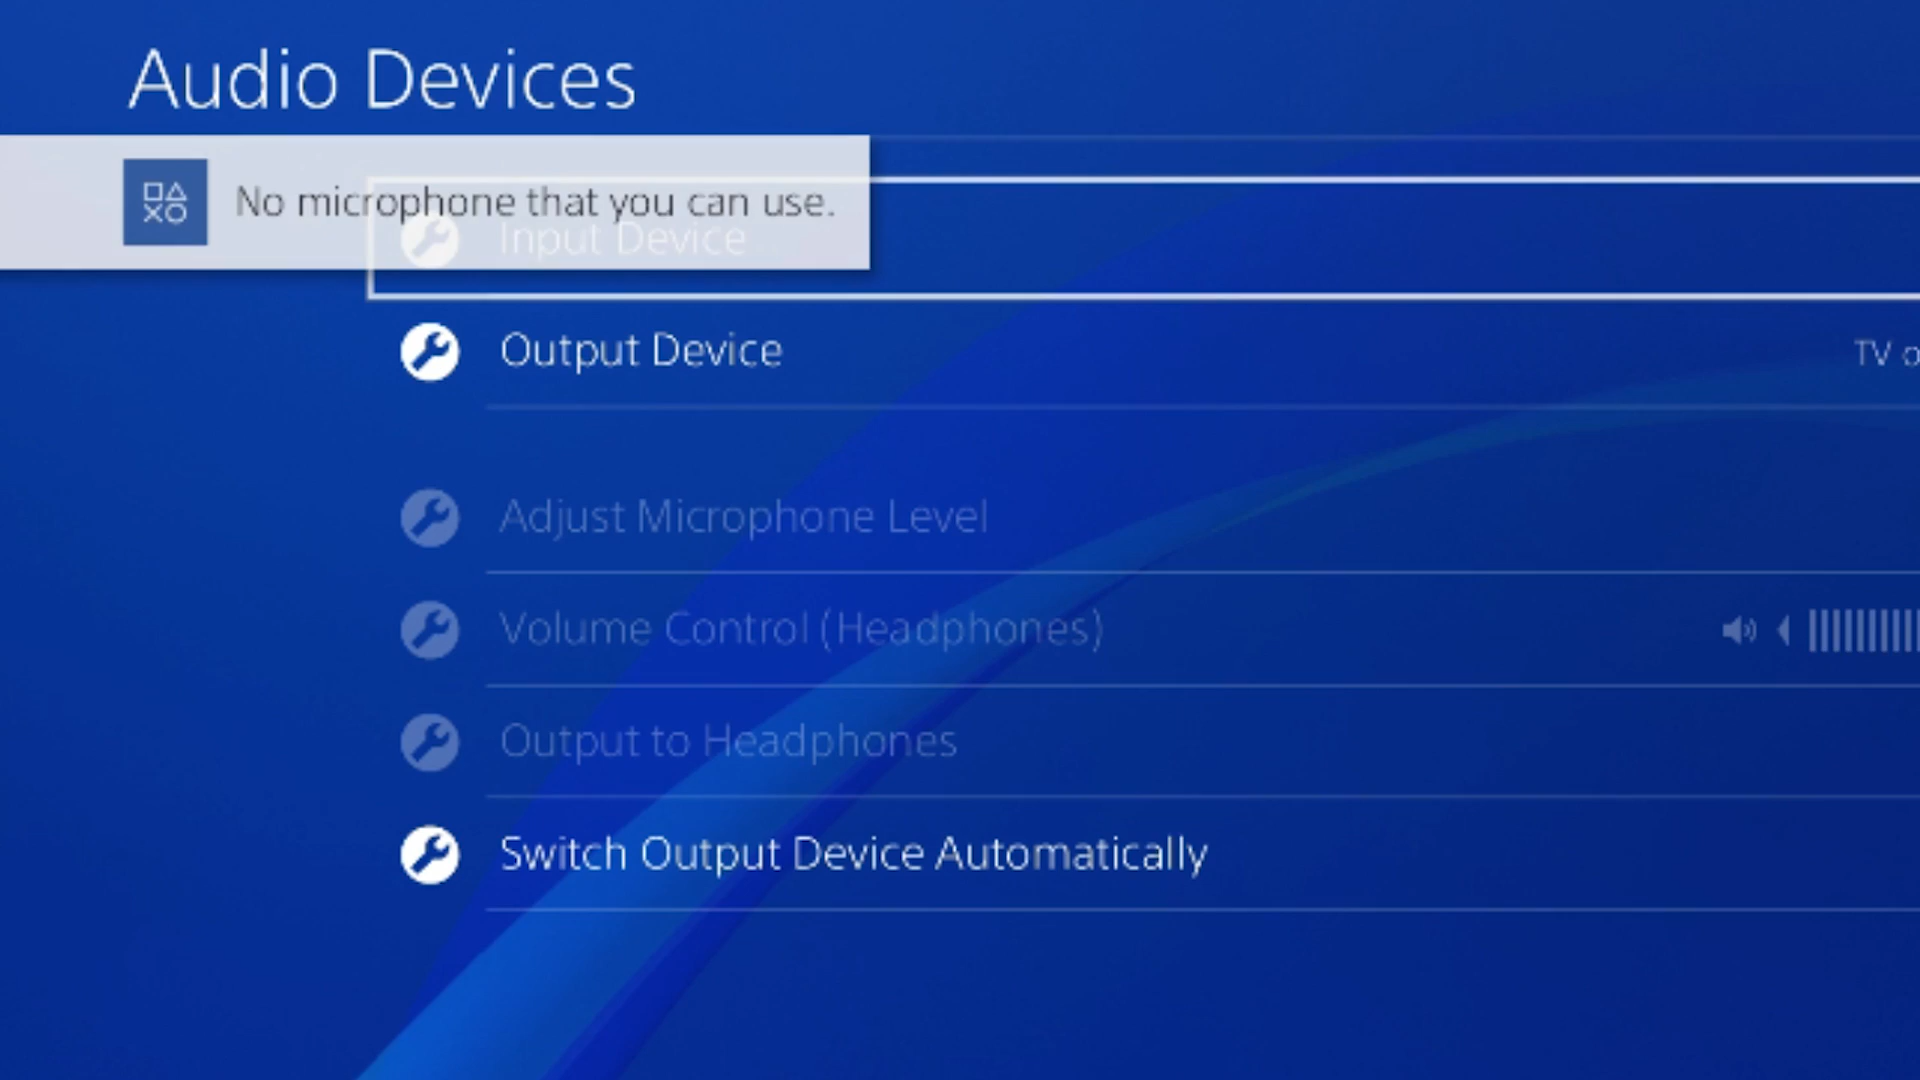 Audio Devices
No microphone that you can use.
Input Device
Output Device
TV
Adjust Microphone Level
Volume Control (Headphones)
Output to Headphones
Switch Output Device Automatically